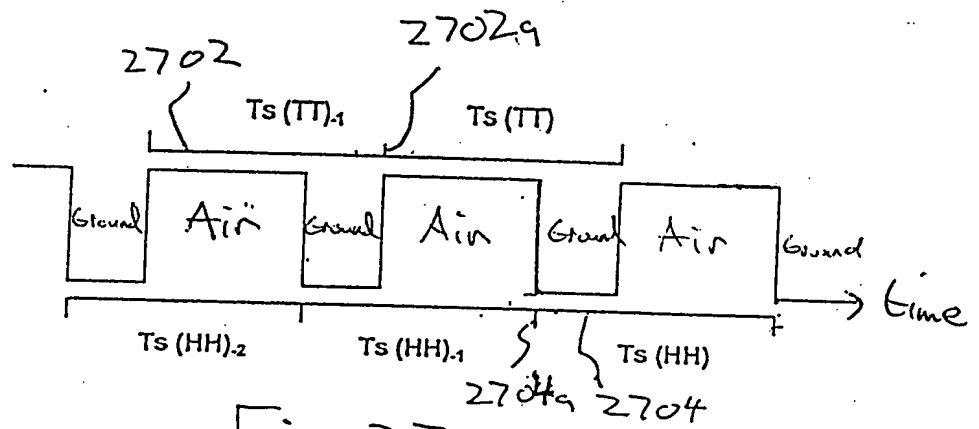 2702 2702a
Ts (TT)-1 Ts (TT)
Ground Air Ground Air Ground Air Ground
time
Ts (HH)-2 Ts (HH)-1 Ts (HH)
2704a 2704